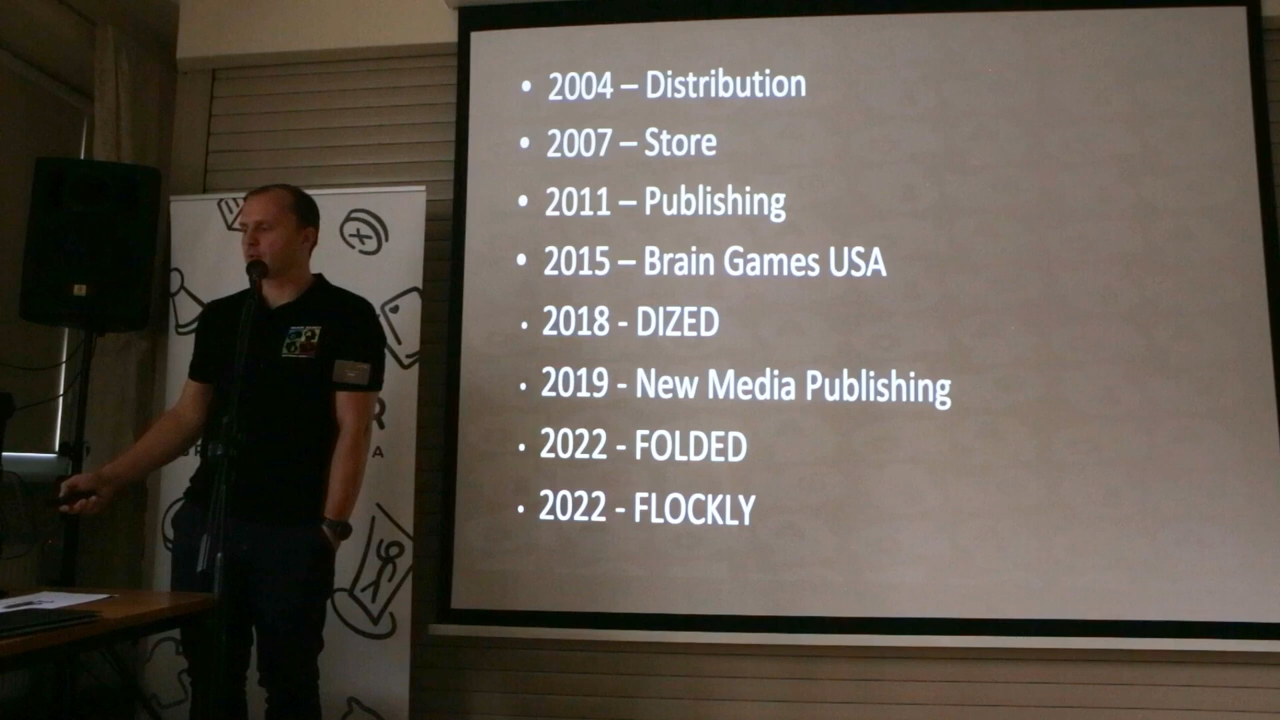 • 2004 – Distribution
• 2007 – Store
• 2011 – Publishing
• 2015 – Brain Games USA
• 2018 - DIZED
• 2019 - New Media Publishing
• 2022 - FOLDED
• 2022 - FLOCKLY